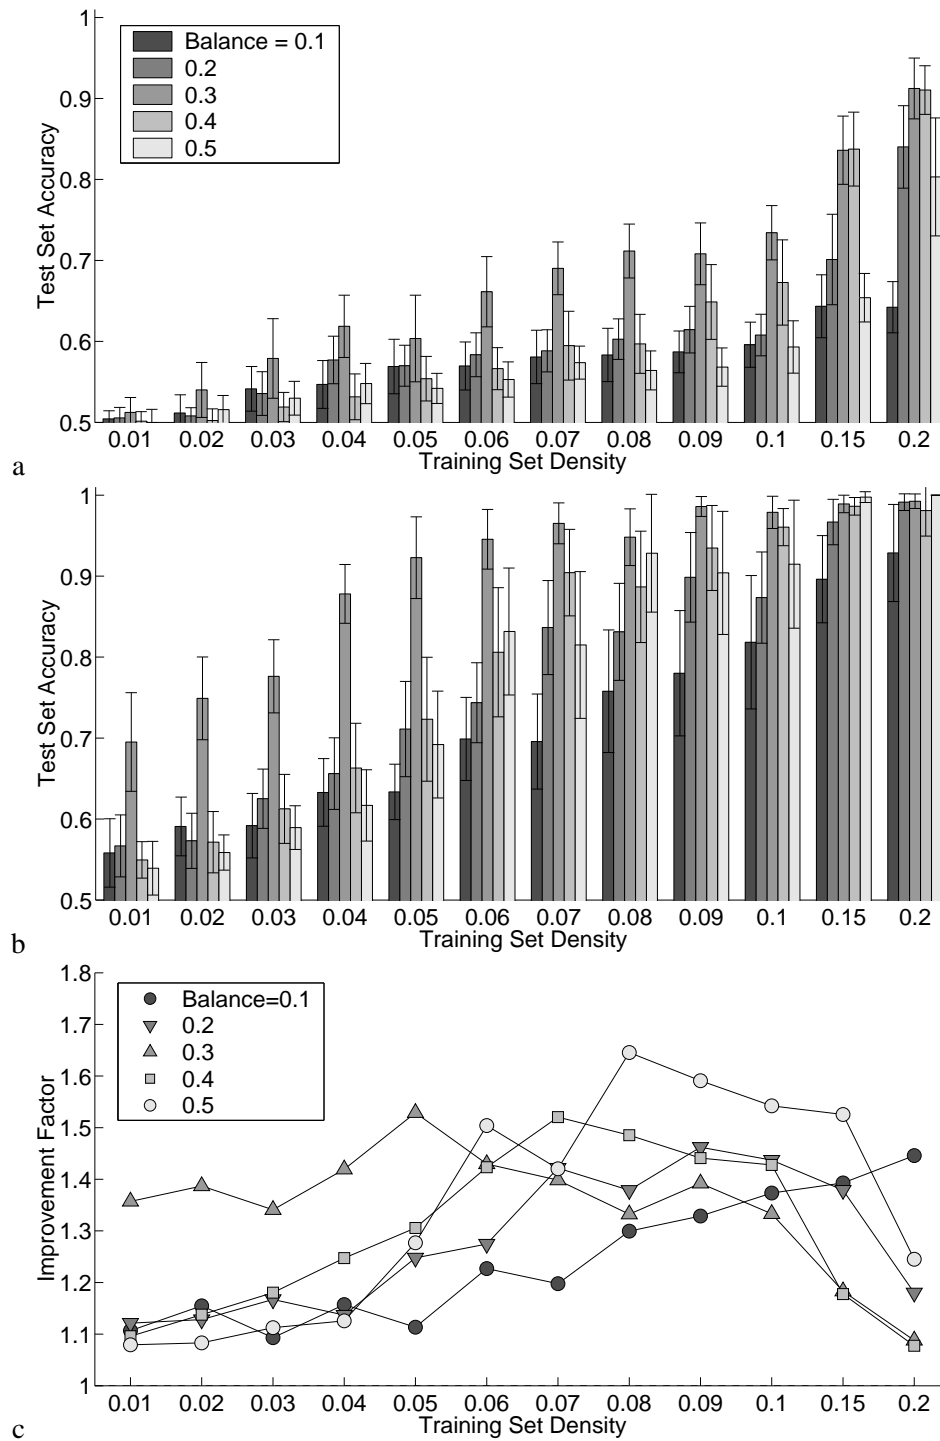 1
0.9
0.8
0.7
0.6
0.5
Test Set Accuracy
Balance = 0.1
0.2
0.3
0.4
0.5
0.01 0.02 0.03 0.04 0.05 0.06 0.07 0.08 0.09 0.1 0.15 0.2
Training Set Density
a
1
0.9
0.8
0.7
0.6
0.5
Test Set Accuracy
0.01 0.02 0.03 0.04 0.05 0.06 0.07 0.08 0.09 0.1 0.15 0.2
Training Set Density
b
1.8
1.7
1.6
1.5
1.4
1.3
1.2
1.1
1
Improvement Factor
Balance=0.1
0.2
0.3
0.4
0.5
0.01 0.02 0.03 0.04 0.05 0.06 0.07 0.08 0.09 0.1 0.15 0.2
Training Set Density
c